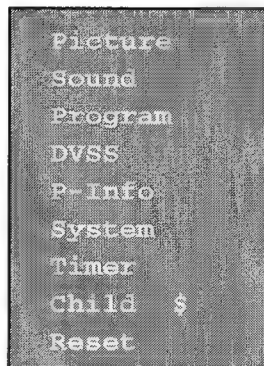 Picture
Sound
Program
DVSS
P-Info
System
Timer
Child $
Reset